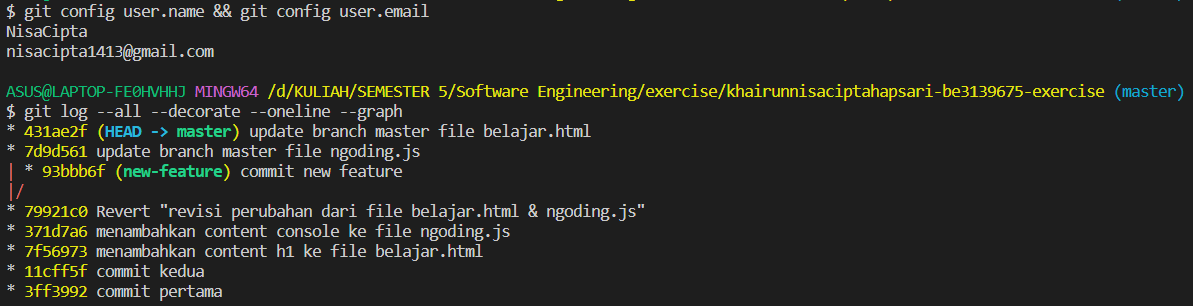 $ git config user.name && git config user.email
NisaCipta
nisacipta1413@gmail.com
ASUS@LAPTOP-FE0HVHHJ MINGW64 /d/KULIAH/SEMESTER 5/Software Engineering/exercise/khairunnisaciptahapsari-be3139675-exercise (master)
$ git log --all --decorate --oneline --graph
* 431ae2f (HEAD -> master) update branch master file belajar.html
* 7d9d561 update branch master file ngoding.js
| * 93bbb6f (new-feature) commit new feature
|/
* 79921c0 Revert "revisi perubahan dari file belajar.html & ngoding.js"
* 371d7a6 menambahkan content console ke file ngoding.js
* 7f56973 menambahkan content h1 ke file belajar.html
* 11cff5f commit kedua
* 3ff3992 commit pertama